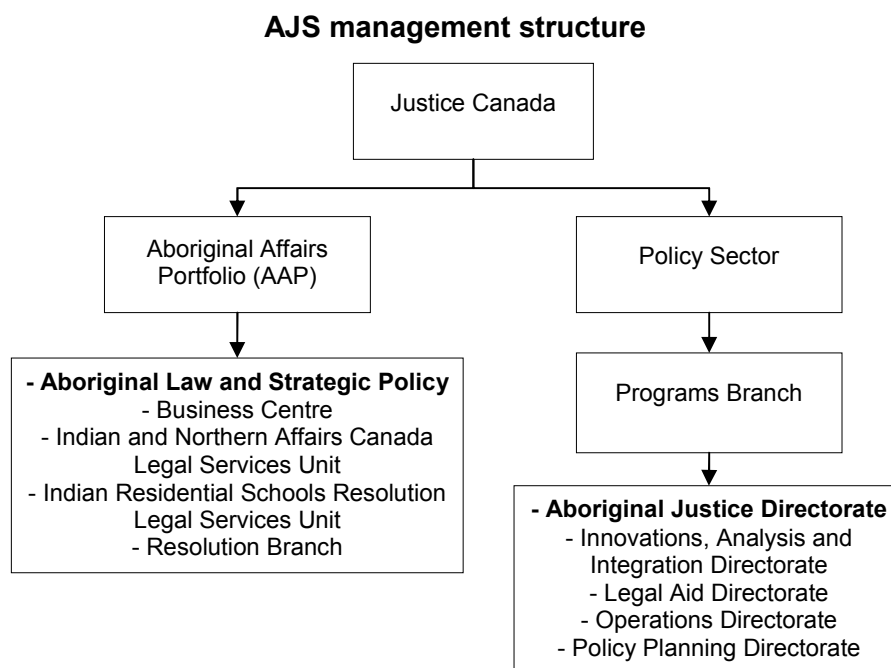 AJS management structure
Justice Canada
Aboriginal Affairs
Portfolio (AAP)
Policy Sector
- Aboriginal Law and Strategic Policy
- Business Centre
- Indian and Northern Affairs Canada
Legal Services Unit
- Indian Residential Schools Resolution
Legal Services Unit
- Resolution Branch
Programs Branch
- Aboriginal Justice Directorate
- Innovations, Analysis and
Integration Directorate
- Legal Aid Directorate
- Operations Directorate
- Policy Planning Directorate